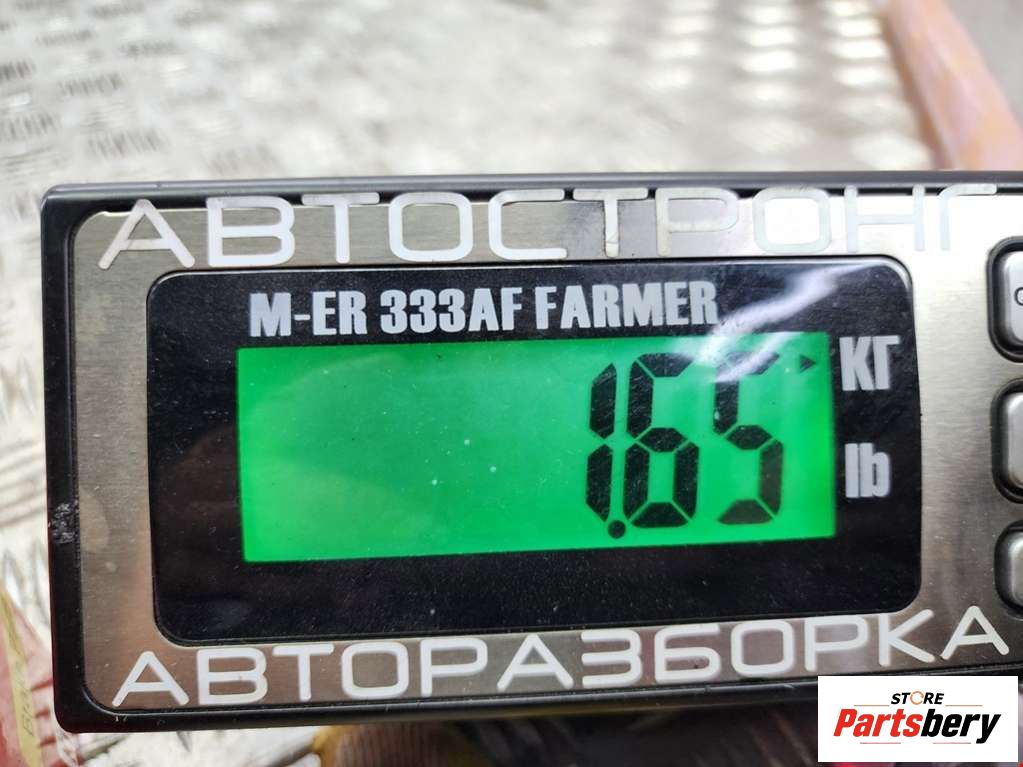 АВТОСТРОНГ
M-ER 333AF FARMER
1.65
КГ
lb
АВТОРАЗБОРКА
STORE
Partsbery